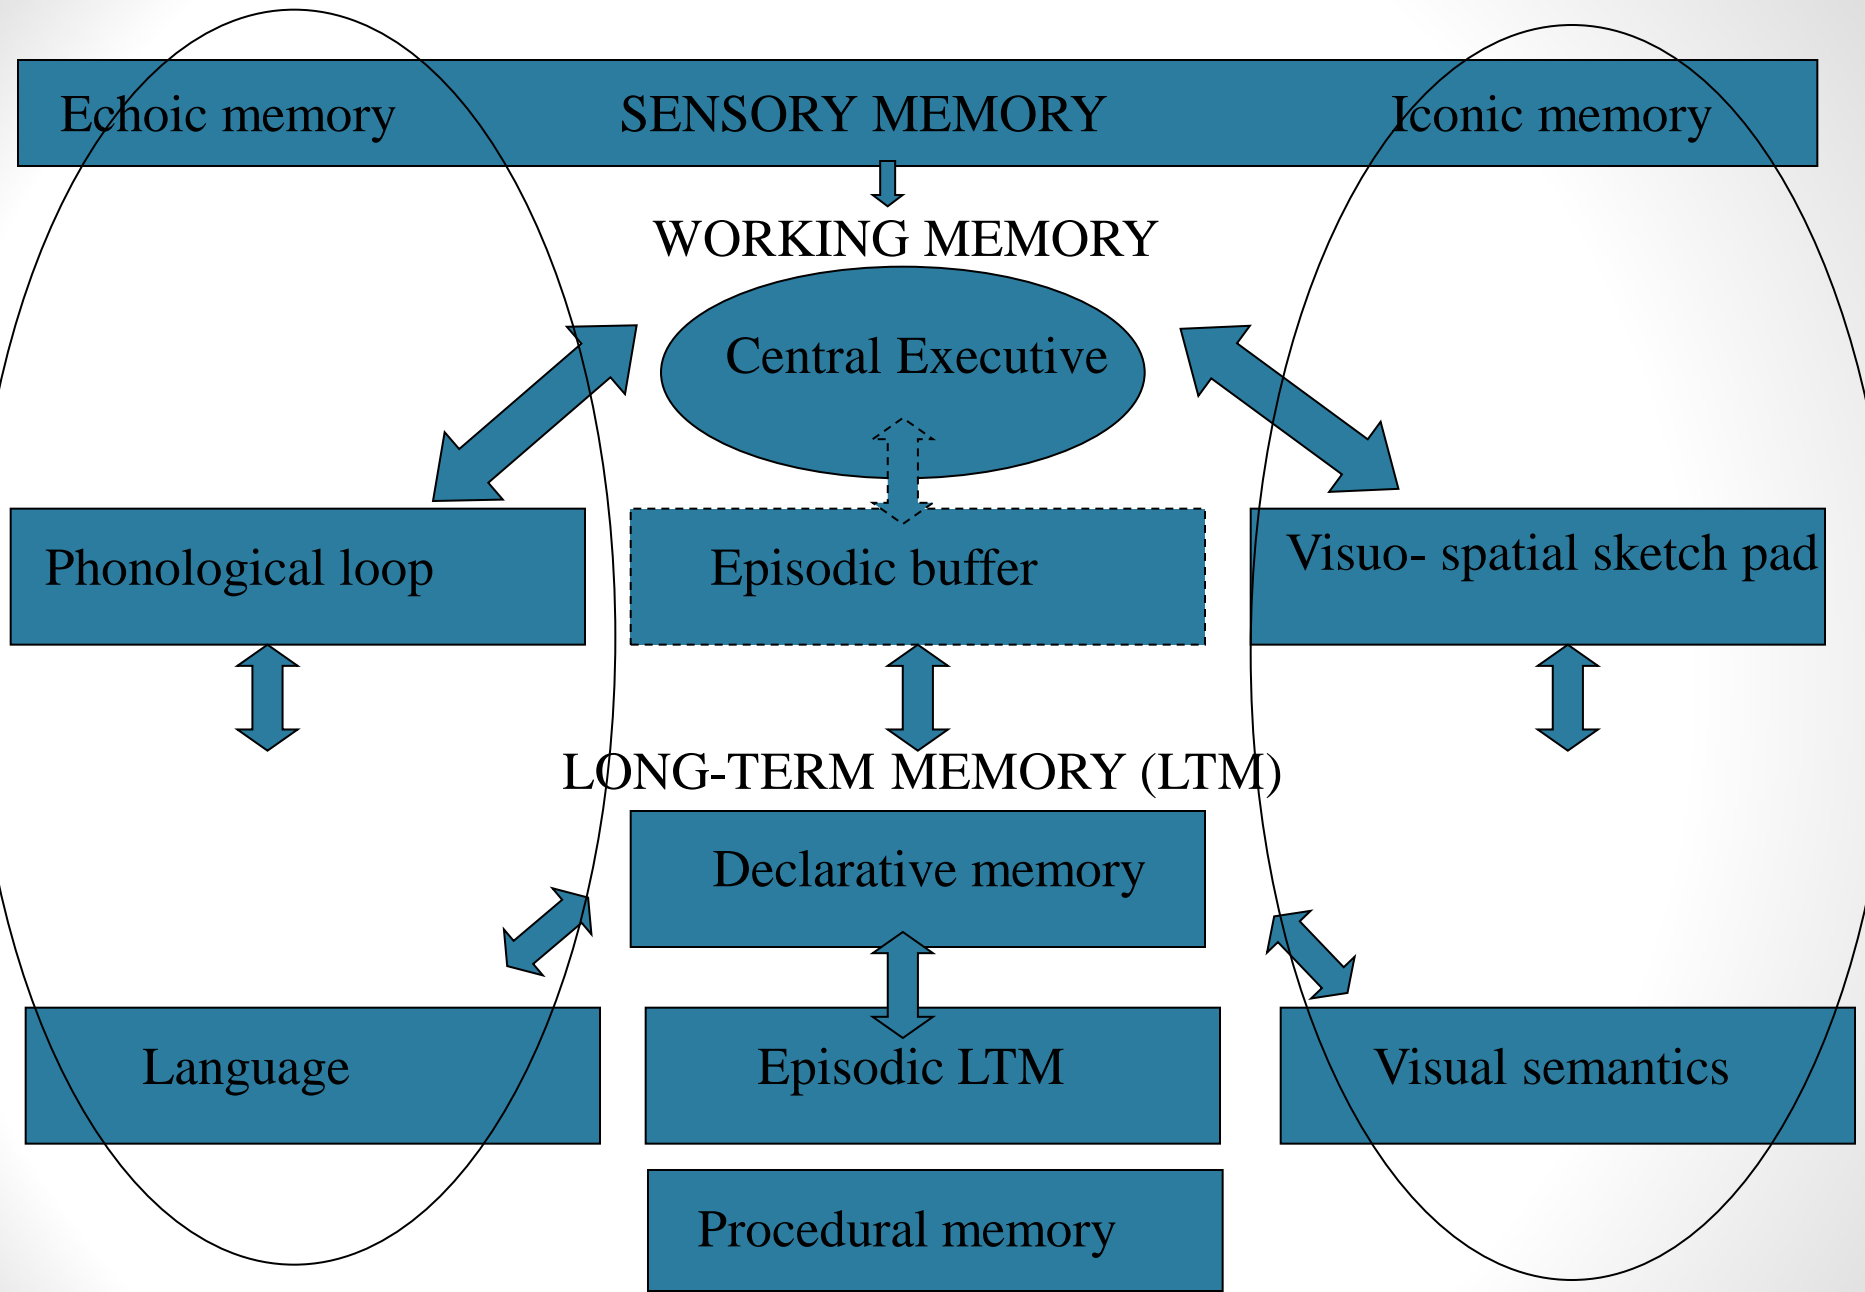 Echoic memory
SENSORY MEMORY
Iconic memory
WORKING MEMORY
Central Executive
Phonological loop
Episodic buffer
Visuo- spatial sketch pad
LONG-TERM MEMORY (LTM)
Declarative memory
Language
Episodic LTM
Visual semantics
Procedural memory